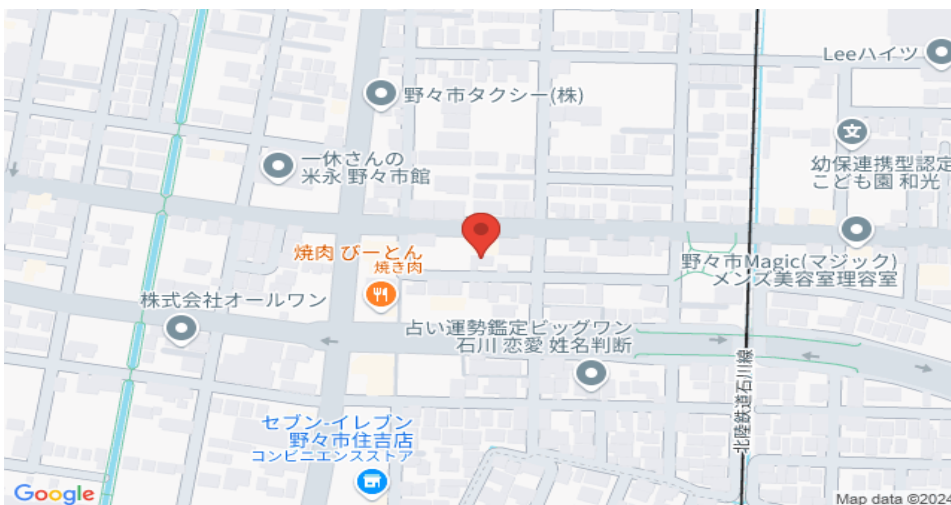 Leeハイツ
野々市タクシー(株)
幼保連携型認定
こども園 和光
一休さんの
米永 野々市館
焼肉 びーとん
焼き肉
野々市Magic(マジック)
メンズ美容室理容室
株式会社オールワン
占い運勢鑑定ビッグワン
石川 恋愛 姓名判断
北陸鉄道石川線
セブン-イレブン
野々市住吉店
コンビニエンスストア
Google
Map data ©2024